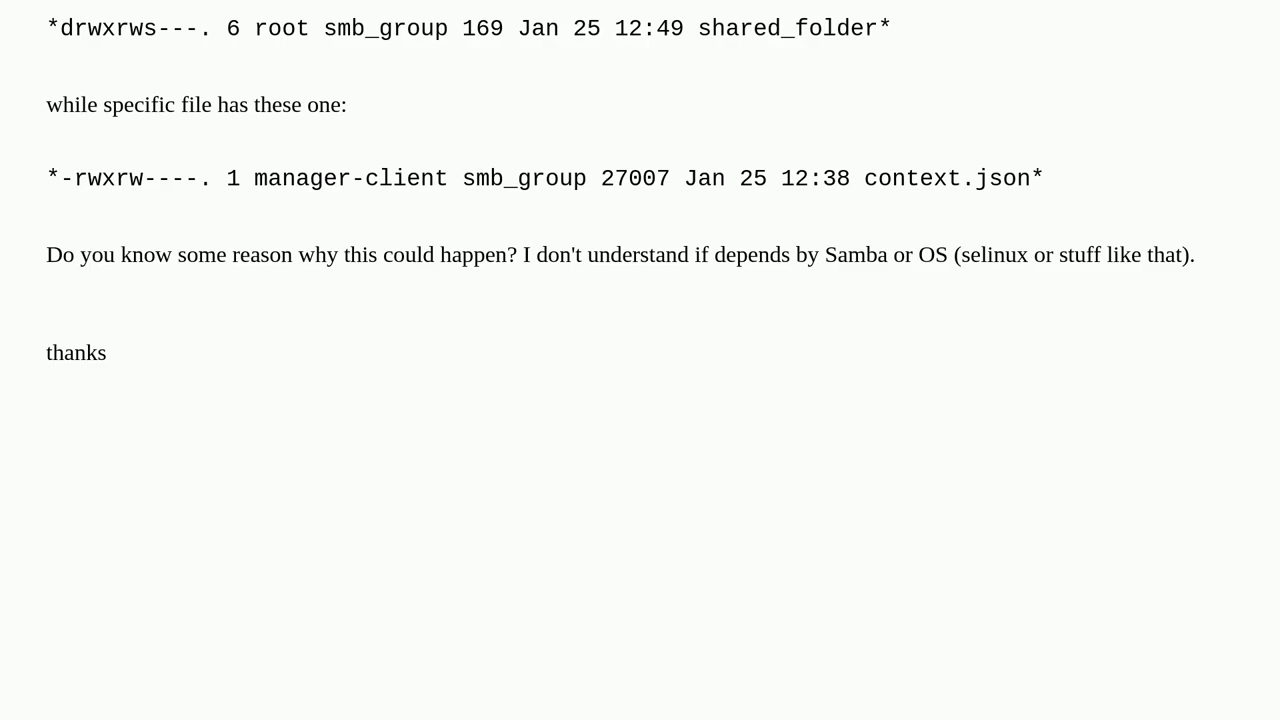 *drwxrws---. 6 root smb_group 169 Jan 25 12:49 shared_folder*
while specific file has these one:
*-rwxrw----. 1 manager-client smb_group 27007 Jan 25 12:38 context.json*
Do you know some reason why this could happen? I don't understand if depends by Samba or OS (selinux or stuff like that).
thanks